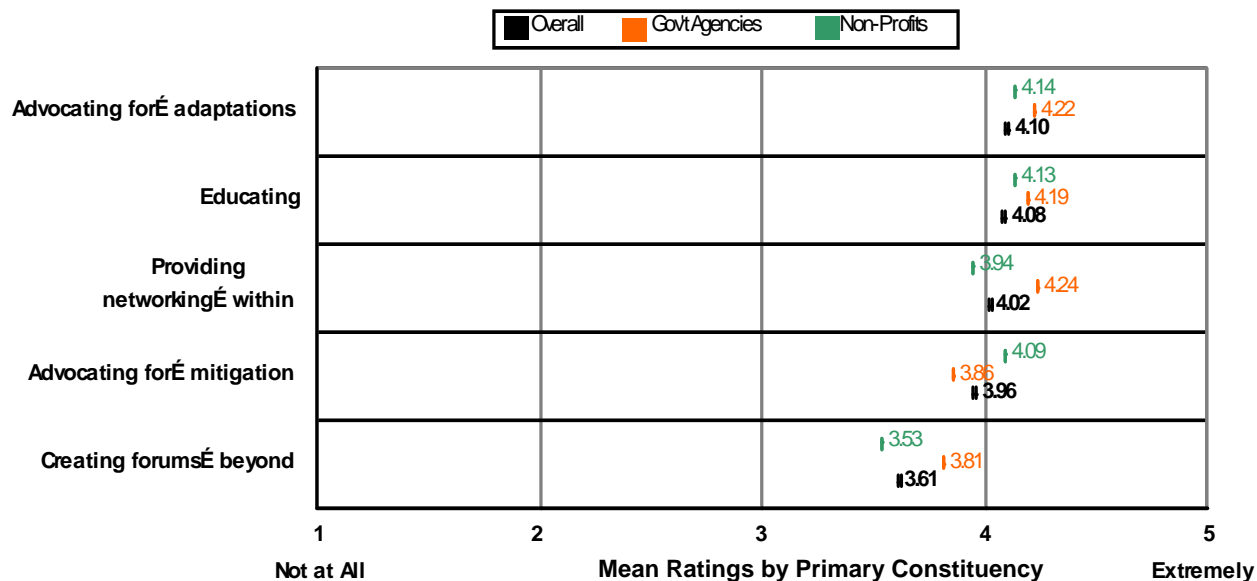 Overall Gov't Agencies Non-Profits
Advocating forÉ adaptations
4.14
4.22
4.10
Educating
4.13
4.19
4.08
Providing
networkingÉ within
3.94
4.24
4.02
Advocating forÉ mitigation
4.09
3.86
3.96
Creating forumsÉ beyond
3.53
3.81
3.61
1 2 3 4 5
Not at All Mean Ratings by Primary Constituency Extremely